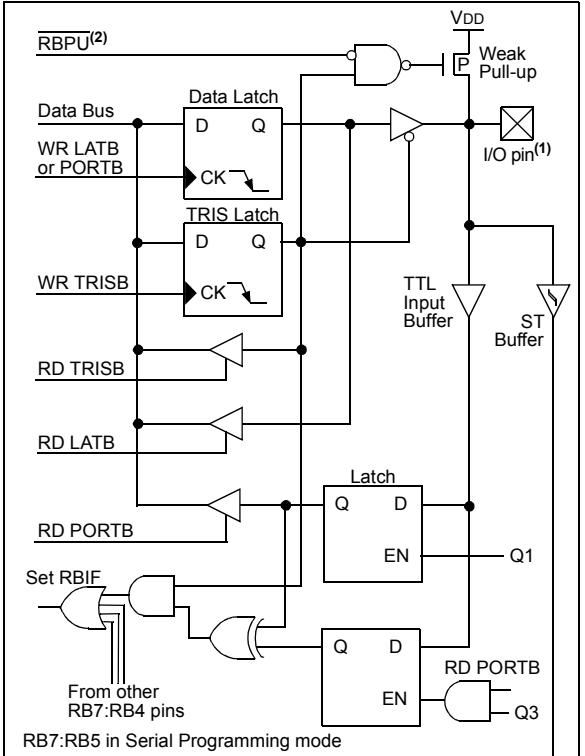 VDD
RBPU(2)
P
Weak
Pull-up
Data Bus
Data Latch
D Q
WR LATB
or PORTB
CK
I/O pin(1)
TRIS Latch
D Q
WR TRISB
CK
TTL
Input
Buffer
ST
Buffer
RD TRISB
RD LATB
Latch
Q D
RD PORTB
EN
Q1
Set RBIF
Q D
RD PORTB
EN
Q3
From other
RB7:RB4 pins
RB7:RB5 in Serial Programming mode